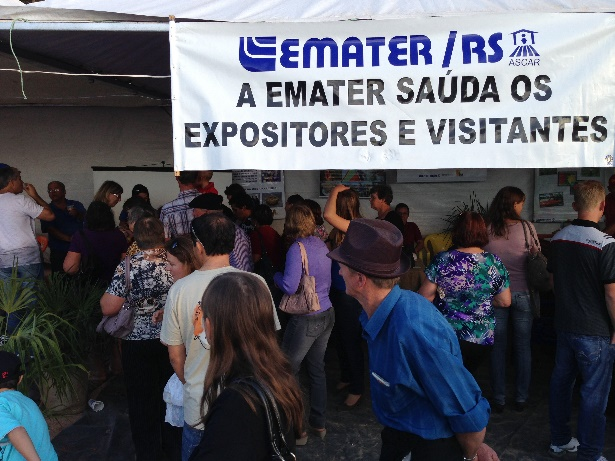 EMATER/RS
ASCAR
A EMATER SAÚDA OS
EXPOSITORES E VISITANTES